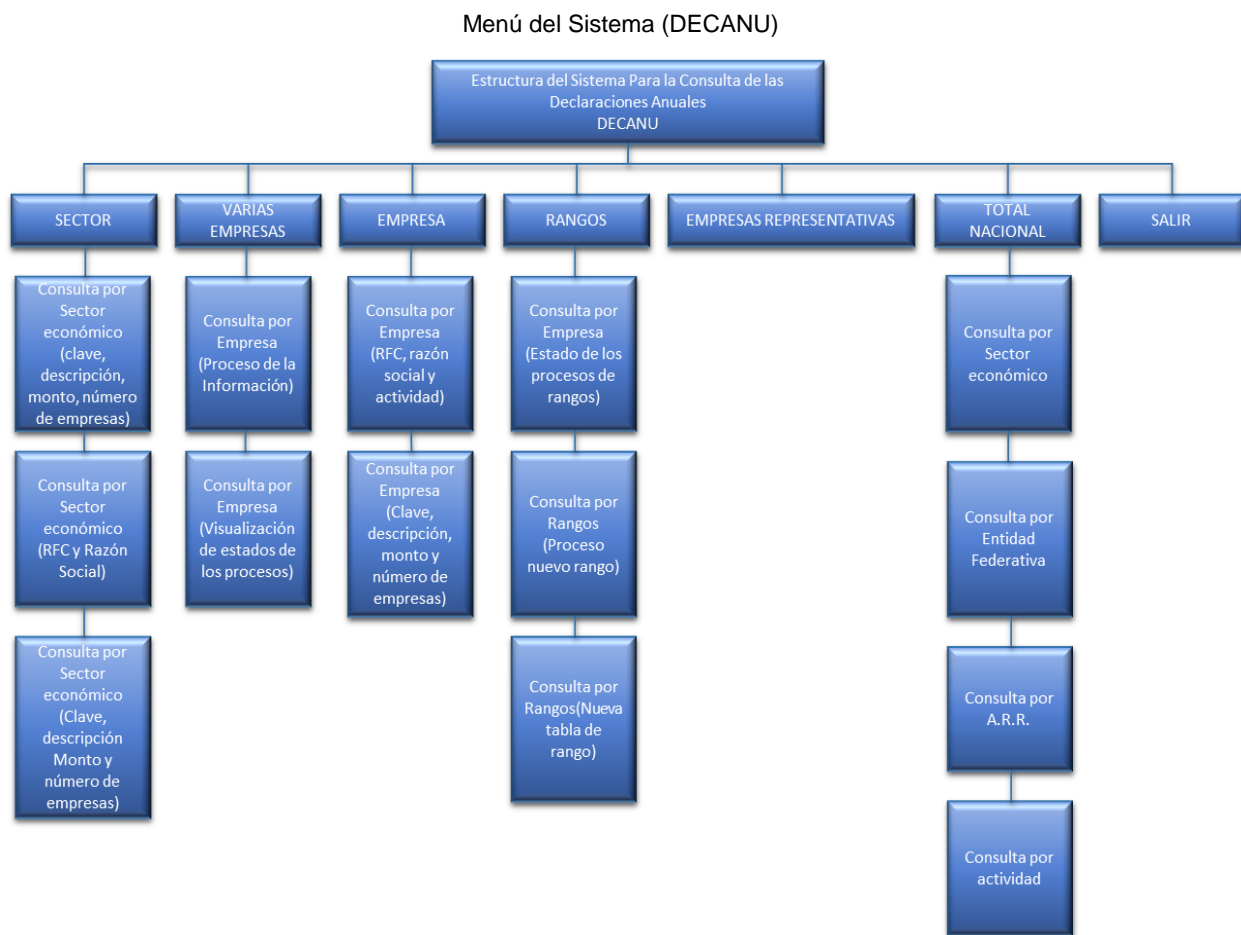 Menú del Sistema (DECANU)
Estructura del Sistema Para la Consulta de las
Declaraciones Anuales
DECANU
SECTOR
VARIAS
EMPRESAS
EMPRESA
RANGOS
EMPRESAS REPRESENTATIVAS
TOTAL
NACIONAL
SALIR
Consulta por
Sector
económico
(clave,
descripción,
monto, número
de empresas)
Consulta por
Empresa
(Proceso de la
Información)
Consulta por
Empresa
(RFC, razón
social y
actividad)
Consulta por
Empresa
(Estado de los
procesos de
rangos)
Consulta por
Sector
económico
Consulta por
Sector
económico
(RFC y Razón
Social)
Consulta por
Empresa
(Visualización
de estados de
los procesos)
Consulta por
Empresa
(Clave,
descripción,
monto y
número de
empresas)
Consulta por
Rangos
(Proceso
nuevo rango)
Consulta por
Entidad
Federativa
Consulta por
Sector
económico
(Clave,
descripción
Monto y
número de
empresas)
Consulta por
Rangos(Nueva
tabla de
rango)
Consulta por
A.R.R.
Consulta por
actividad